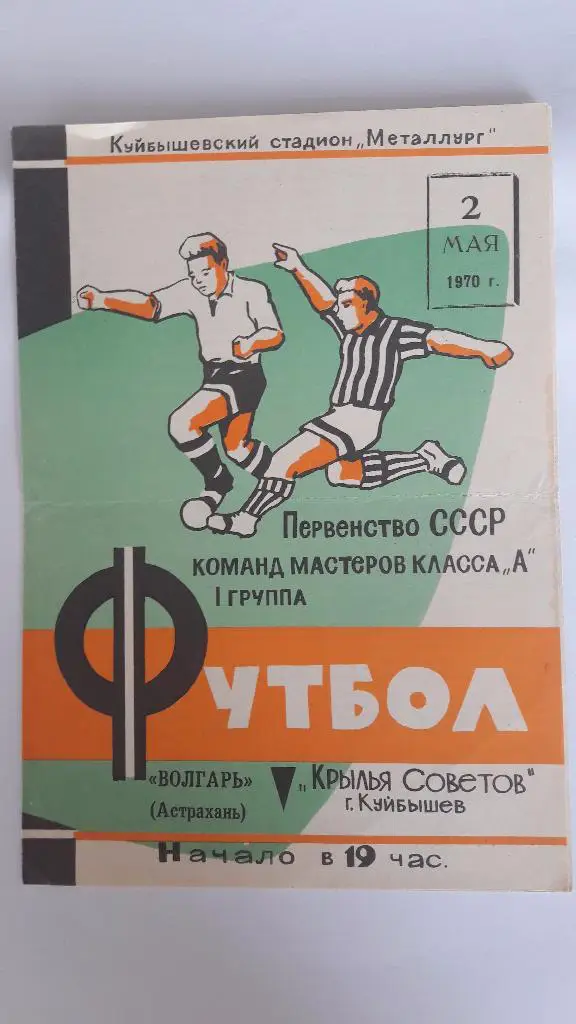 Куйбышевский стадион „Металлург"
2
МАЯ
1970 г.
Первенство СССР
команд мастеров класса „А"
I группа
Футбол
«ВОЛГАРЬ»
(Астрахань)
„Крылья Советов"
г. Куйбышев
Начало в 19 час.